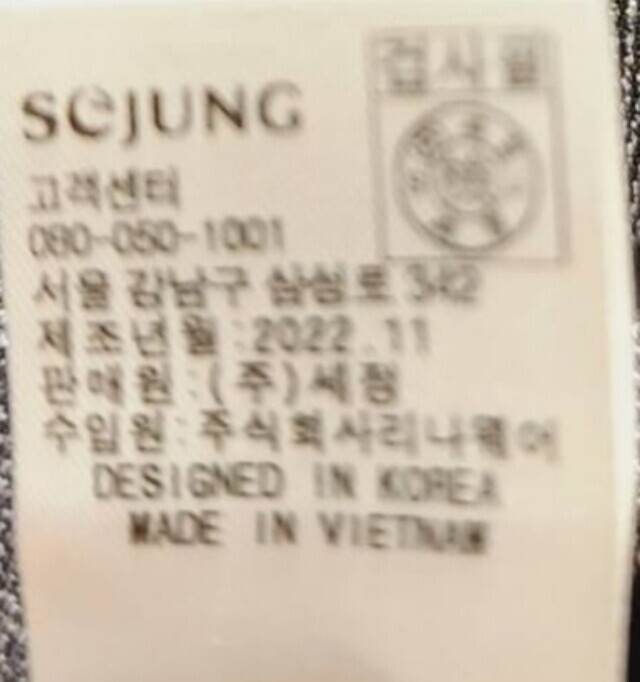 SeJUNG
검사필
고객센터
080-050-1001
서울 강남구 삼성로 342
제조년월 : 2022 . 11
판매원 : (주)세정
수입원 : 주식회사리나웨어
DESIGNED IN KOREA
MADE IN VIETNAM